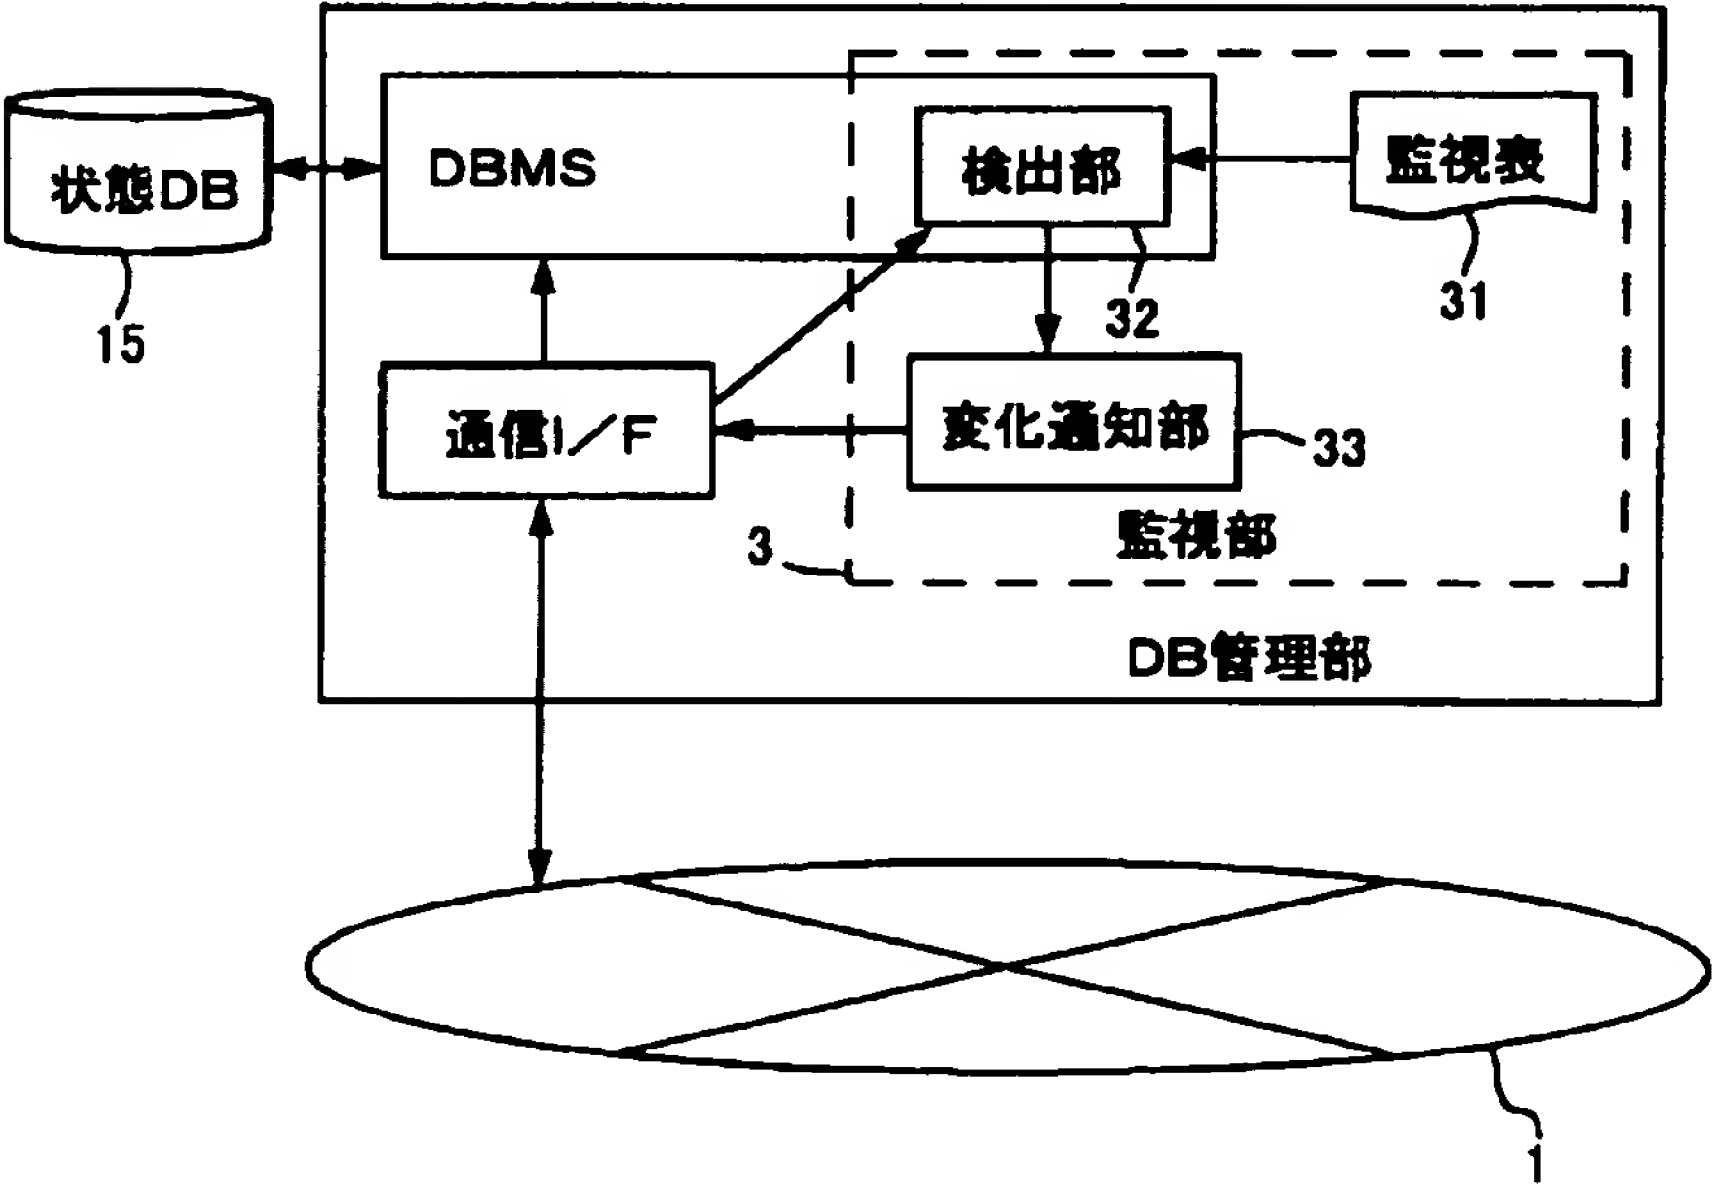 状態DB
15
DBMS
検出部
監視表
32
31
通信I/F
変化通知部
33
監視部
3
DB管理部
1